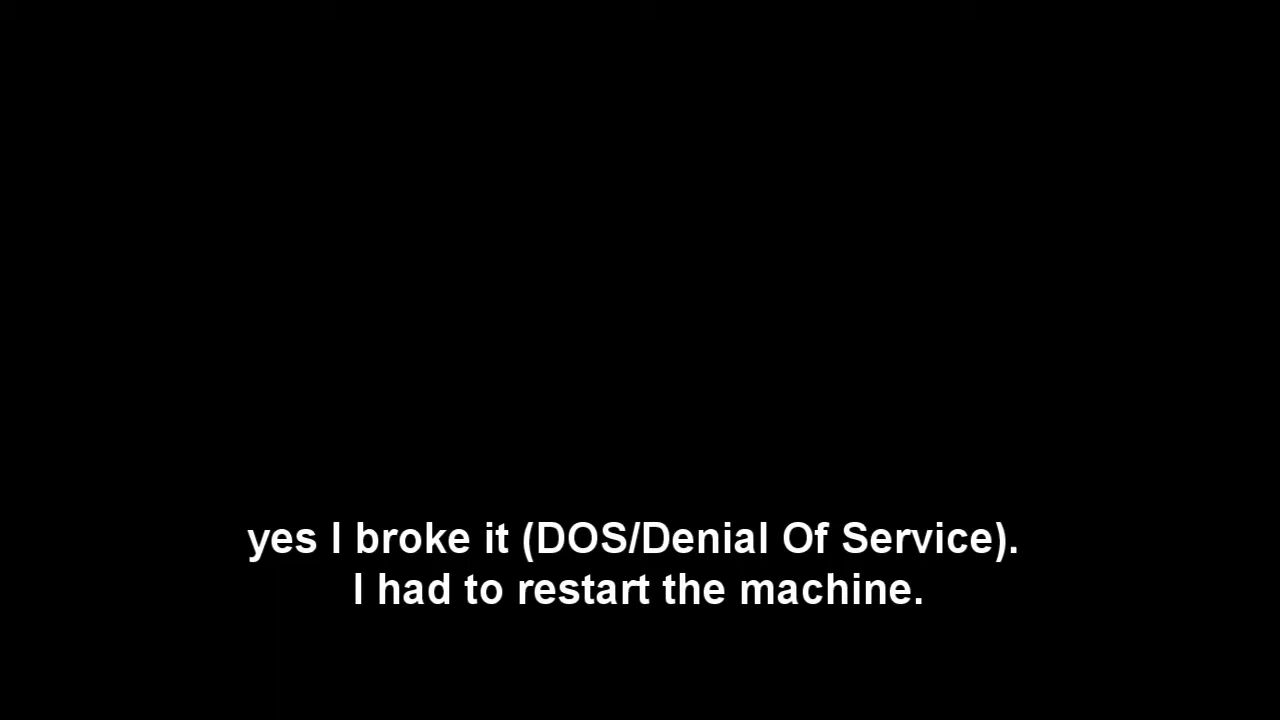 yes I broke it (DOS/Denial Of Service).
I had to restart the machine.